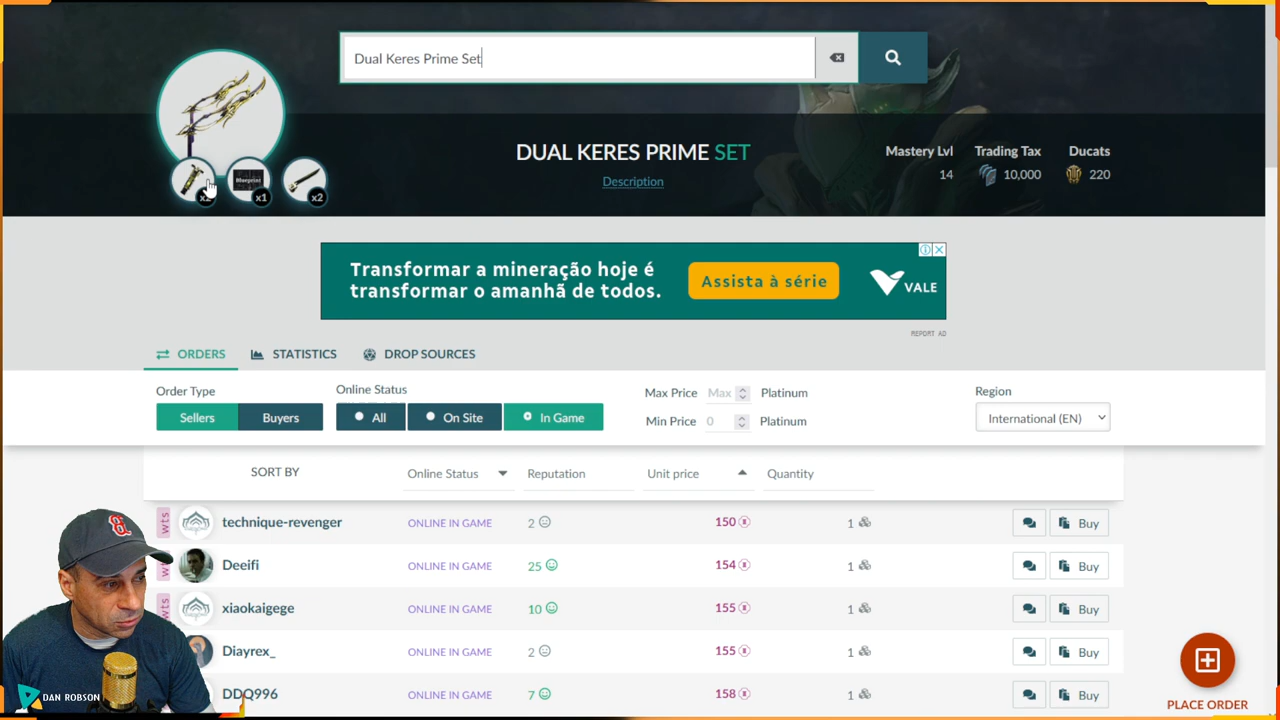 Dual Keres Prime Set
DUAL KERES PRIME SET
Description
Mastery Lvl
14
Trading Tax
10,000
Ducats
220
Blueprint
x1
x2
Transformar a mineração hoje é
transformar o amanhã de todos.
Assista à série
VALE
REPORT AD
ORDERS
STATISTICS
DROP SOURCES
Order Type
Sellers
Buyers
Online Status
All
On Site
In Game
Max Price
Max
Platinum
Min Price
0
Platinum
Region
International (EN)
SORT BY
Online Status
Reputation
Unit price
Quantity
wts
technique-revenger
ONLINE IN GAME
2
150
1
Buy
Deeifi
ONLINE IN GAME
25
154
1
Buy
wts
xiaokaigege
ONLINE IN GAME
10
155
1
Buy
Diayrex_
ONLINE IN GAME
2
155
1
Buy
DDQ996
ONLINE IN GAME
7
158
1
Buy
PLACE ORDER
DAN ROBSON
B